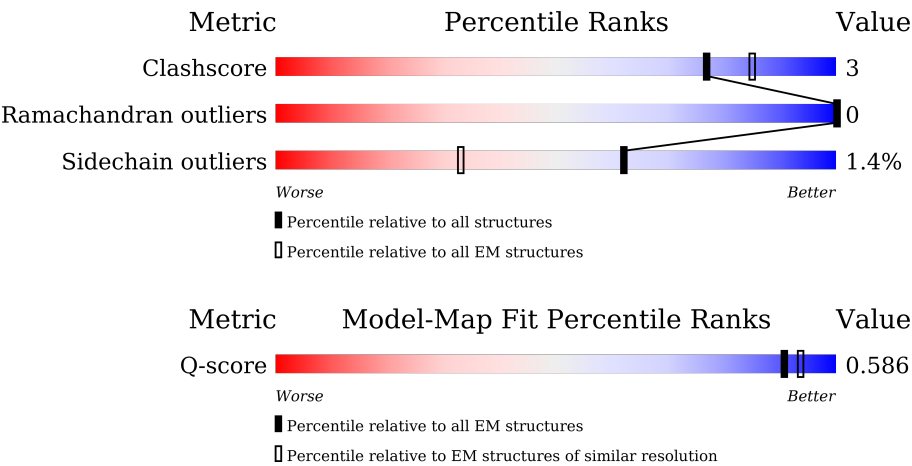 Metric Percentile Ranks Value
Clashscore 3
Ramachandran outliers 0
Sidechain outliers 1.4%
Worse Better
Percentile relative to all structures
Percentile relative to all EM structures
Metric Model-Map Fit Percentile Ranks Value
Q-score 0.586
Worse Better
Percentile relative to all EM structures
Percentile relative to EM structures of similar resolution